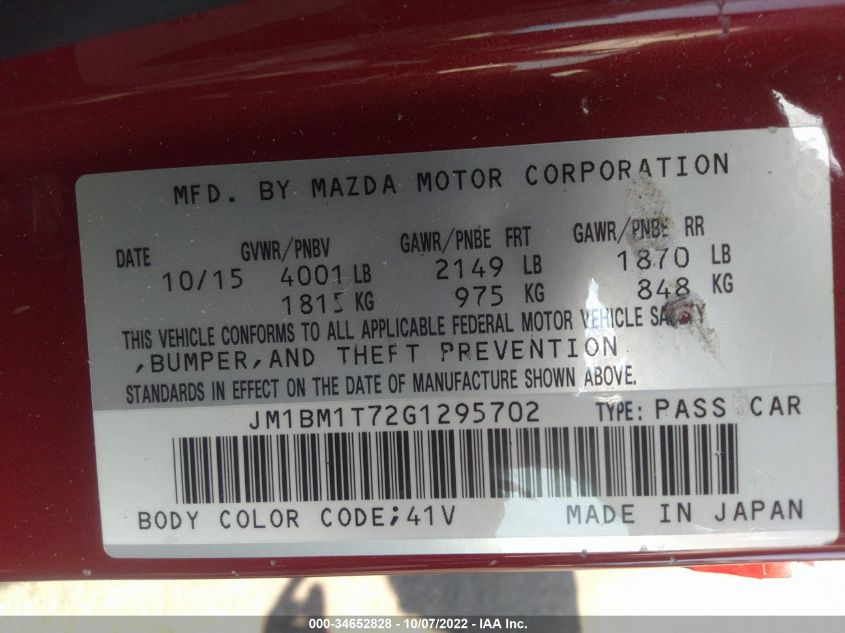 MFD. BY MAZDA MOTOR CORPORATION
DATE GVWR/PNBV GAWR/PNBE FRT GAWR/PNBE RR
10/15 4001 LB 2149 LB 1870 LB
1815 KG 975 KG 848 KG
THIS VEHICLE CONFORMS TO ALL APPLICABLE FEDERAL MOTOR VEHICLE SAFETY
,BUMPER,AND THEFT PREVENTION
STANDARDS IN EFFECT ON THE DATE OF MANUFACTURE SHOWN ABOVE.
JM1BM1T72G1295702 TYPE: PASS CAR
BODY COLOR CODE;41V MADE IN JAPAN
000-34652828 - 10/07/2022 - IAA Inc.